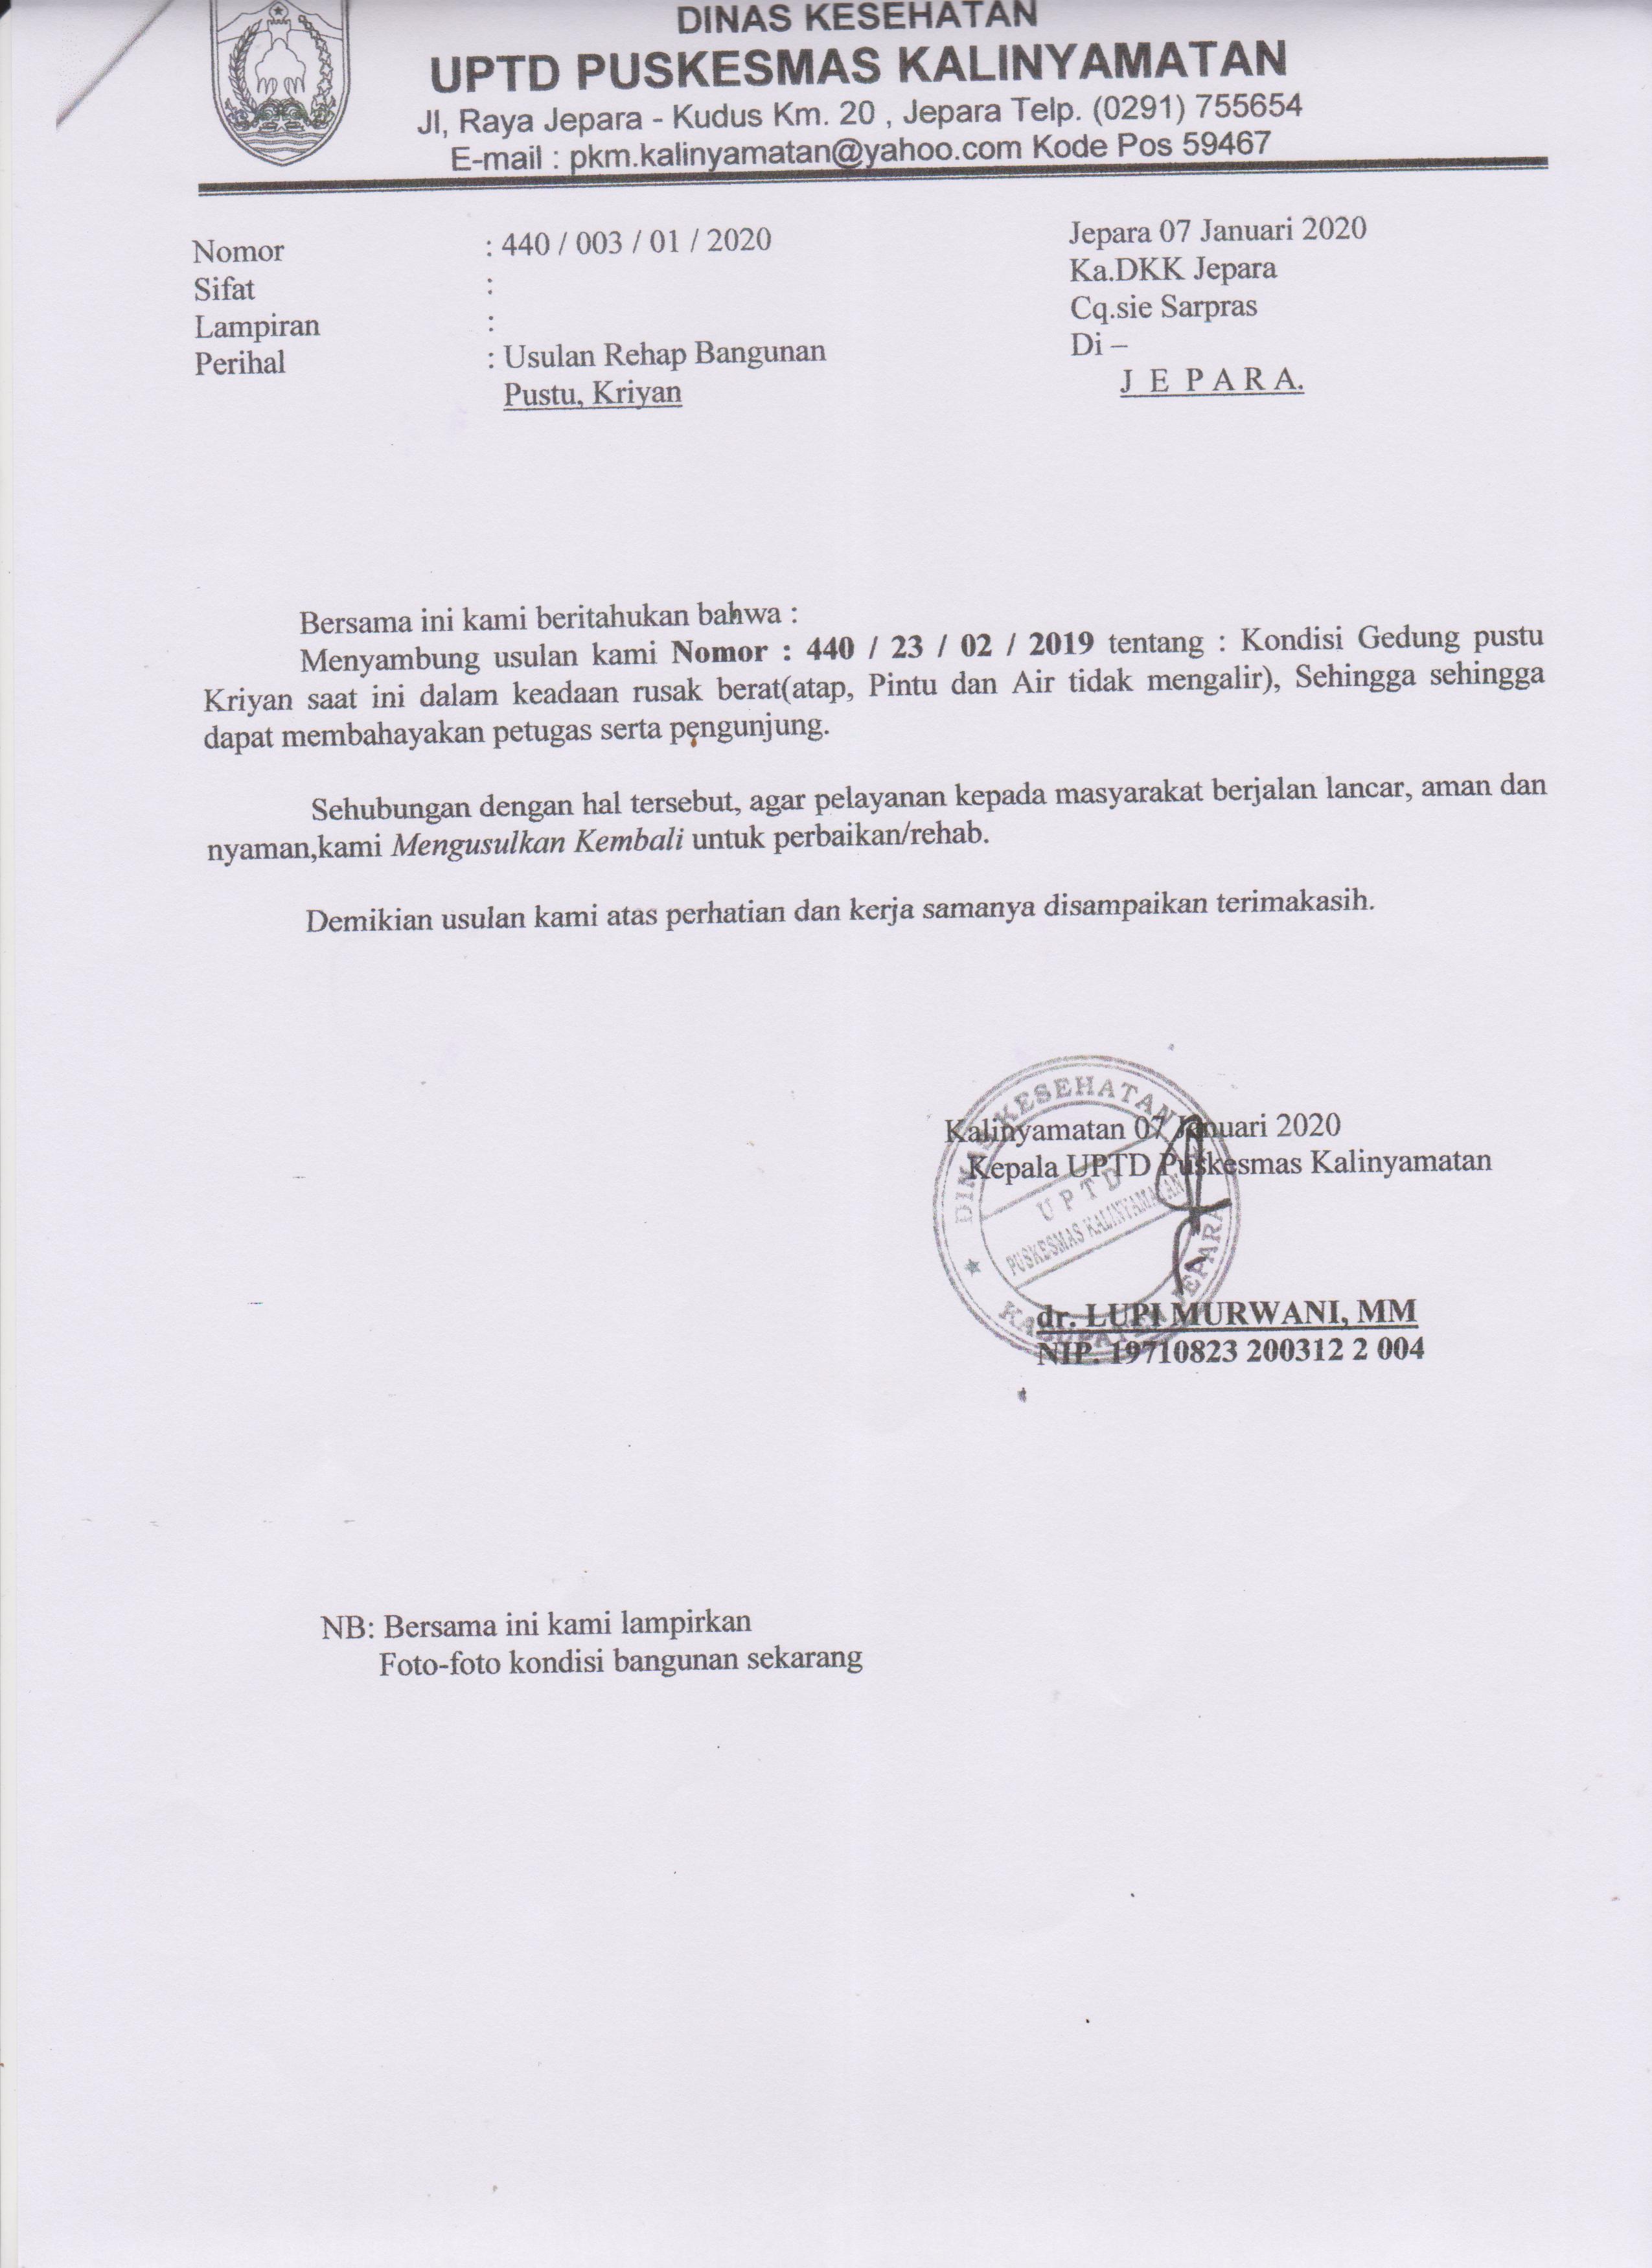 DINAS KESEHATAN
UPTD PUSKESMAS KALINYAMATAN
Jl, Raya Jepara - Kudus Km. 20 , Jepara Telp. (0291) 755654
E-mail : pkm.kalinyamatan@yahoo.com Kode Pos 59467
Nomor : 440 / 003 / 01 / 2020
Sifat :
Lampiran :
Perihal : Usulan Rehap Bangunan
Pustu, Kriyan
Jepara 07 Januari 2020
Ka.DKK Jepara
Cq.sie Sarpras
Di –
J E P A R A.
Bersama ini kami beritahukan bahwa :
Menyambung usulan kami Nomor : 440 / 23 / 02 / 2019 tentang : Kondisi Gedung pustu
Kriyan saat ini dalam keadaan rusak berat(atap, Pintu dan Air tidak mengalir), Sehingga sehingga
dapat membahayakan petugas serta pengunjung.
Sehubungan dengan hal tersebut, agar pelayanan kepada masyarakat berjalan lancar, aman dan
nyaman,kami Mengusulkan Kembali untuk perbaikan/rehab.
Demikian usulan kami atas perhatian dan kerja samanya disampaikan terimakasih.
Kalinyamatan 07 Januari 2020
Kepala UPTD Puskesmas Kalinyamatan
DINAS KESEHATAN
UPTD
PUSKESMAS KALINYAMATAN
KABUPATEN JEPARA
dr. LUPI MURWANI, MM
NIP. 19710823 200312 2 004
NB: Bersama ini kami lampirkan
Foto-foto kondisi bangunan sekarang